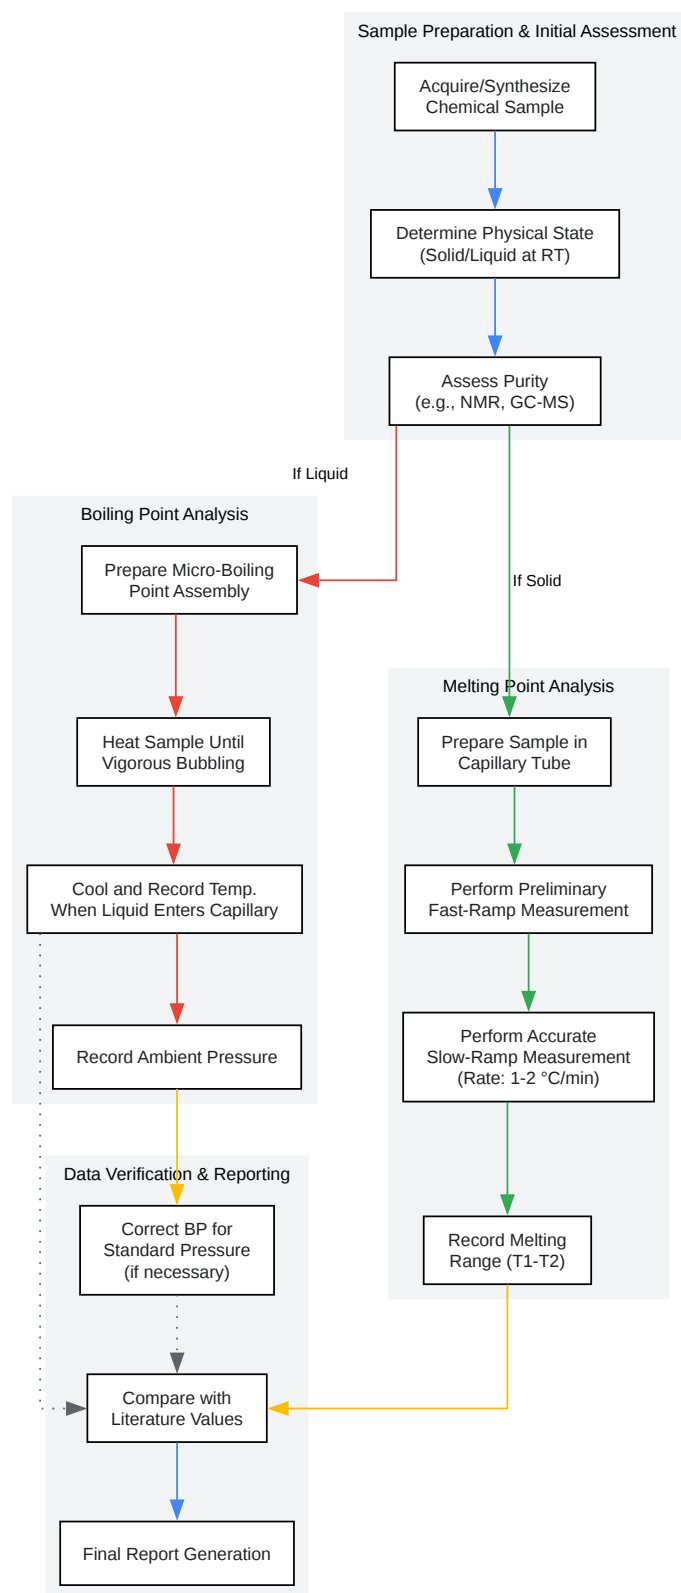 Sample Preparation & Initial Assessment
Acquire/Synthesize
Chemical Sample
Determine Physical State
(Solid/Liquid at RT)
Assess Purity
(e.g., NMR, GC-MS)
If Liquid
Boiling Point Analysis
Prepare Micro-Boiling
Point Assembly
If Solid
Melting Point Analysis
Heat Sample Until
Vigorous Bubbling
Prepare Sample in
Capillary Tube
Cool and Record Temp.
When Liquid Enters Capillary
Perform Preliminary
Fast-Ramp Measurement
Record Ambient Pressure
Perform Accurate
Slow-Ramp Measurement
(Rate: 1-2 °C/min)
Data Verification & Reporting
Correct BP for
Standard Pressure
(if necessary)
Record Melting
Range (T1-T2)
Compare with
Literature Values
Final Report Generation